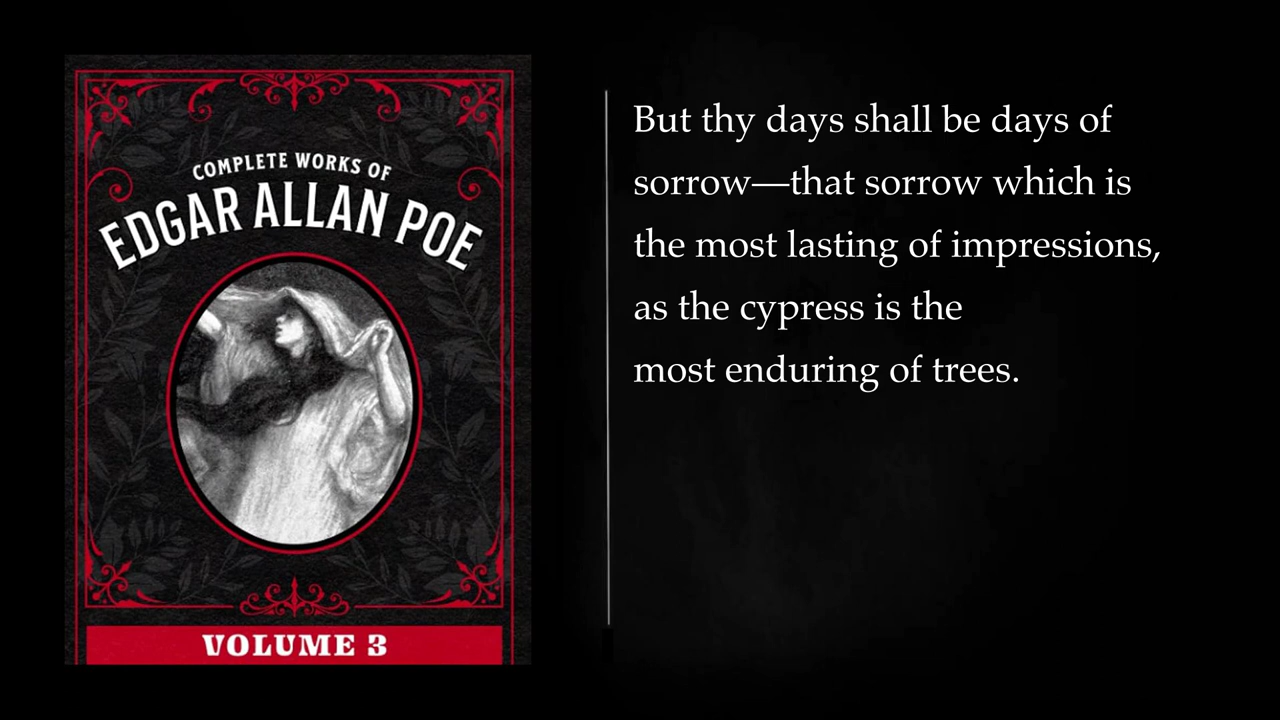 COMPLETE WORKS OF
EDGAR ALLAN POE
VOLUME 3
But thy days shall be days of
sorrow—that sorrow which is
the most lasting of impressions,
as the cypress is the
most enduring of trees.